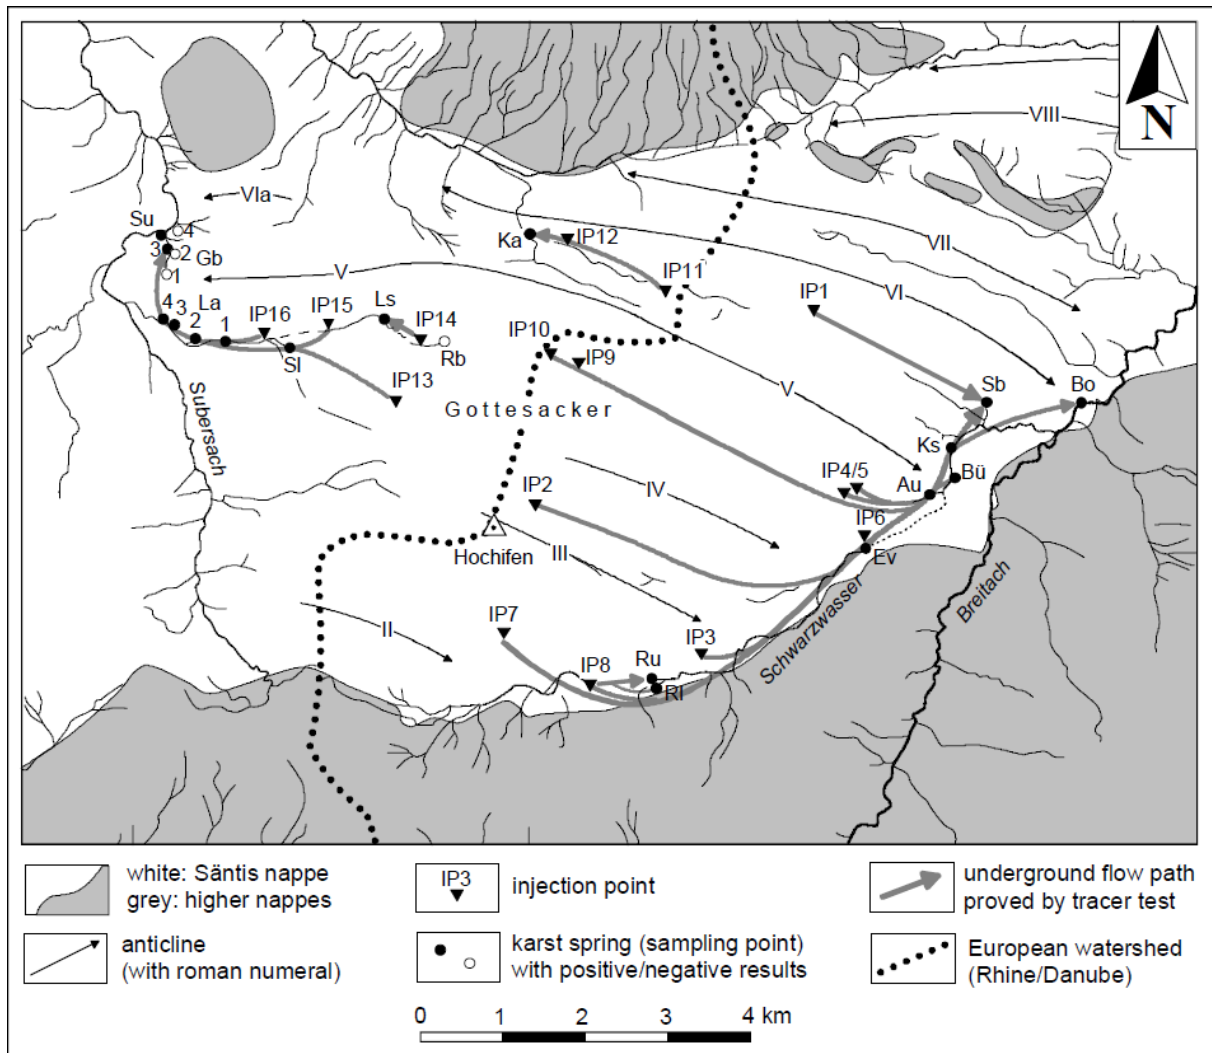 N
VIII
VIa
Su
4
3
2
Gb
1
Ka
IP12
VII
V
IP11
VI
4
3
La
2
1
IP16
IP15
Ls
IP14
Rb
Sl
IP13
IP10
IP9
IP1
V
Sb
Bo
Gottesacker
Ks
Subersach
IP2
IV
IP4/5
Au
Bü
IP6
Ev
Hochifen
III
II
IP7
IP3
IP8
Ru
Rl
Schwarzwasser
Breitach
white: Säntis nappe
grey: higher nappes
IP3
injection point
underground flow path
proved by tracer test
anticline
(with roman numeral)
karst spring (sampling point)
with positive/negative results
European watershed
(Rhine/Danube)
0 1 2 3 4 km